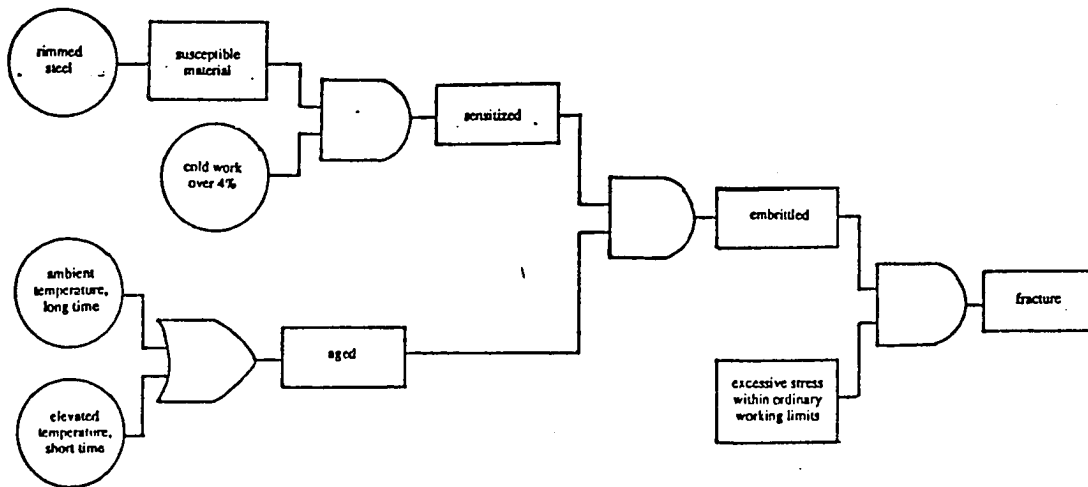 rimmed
steel
susceptible
material
cold work
over 4%
sensitized
ambient
temperature,
long time
elevated
temperature,
short time
aged
embrittled
excessive stress
within ordinary
working limits
fracture